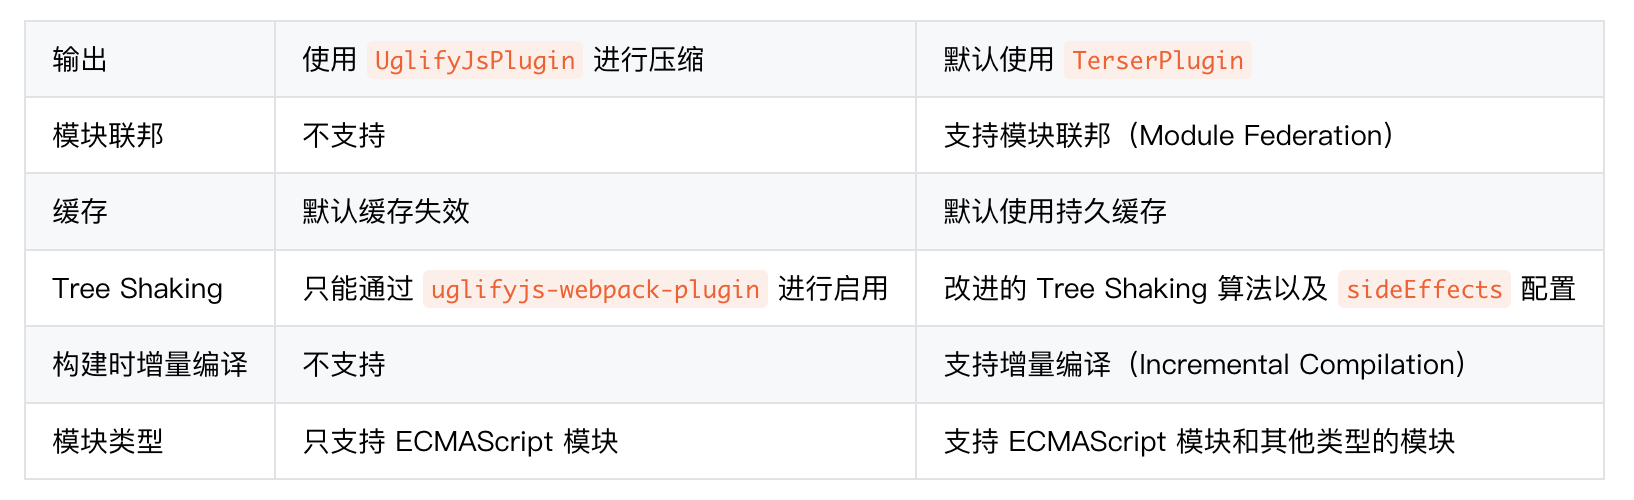 输出 使用 UglifyJsPlugin 进行压缩 默认使用 TerserPlugin
模块联邦 不支持 支持模块联邦（Module Federation）
缓存 默认缓存失效 默认使用持久缓存
Tree Shaking 只能通过 uglifyjs-webpack-plugin 进行启用 改进的 Tree Shaking 算法以及 sideEffects 配置
构建时增量编译 不支持 支持增量编译（Incremental Compilation）
模块类型 只支持 ECMAScript 模块 支持 ECMAScript 模块和其他类型的模块